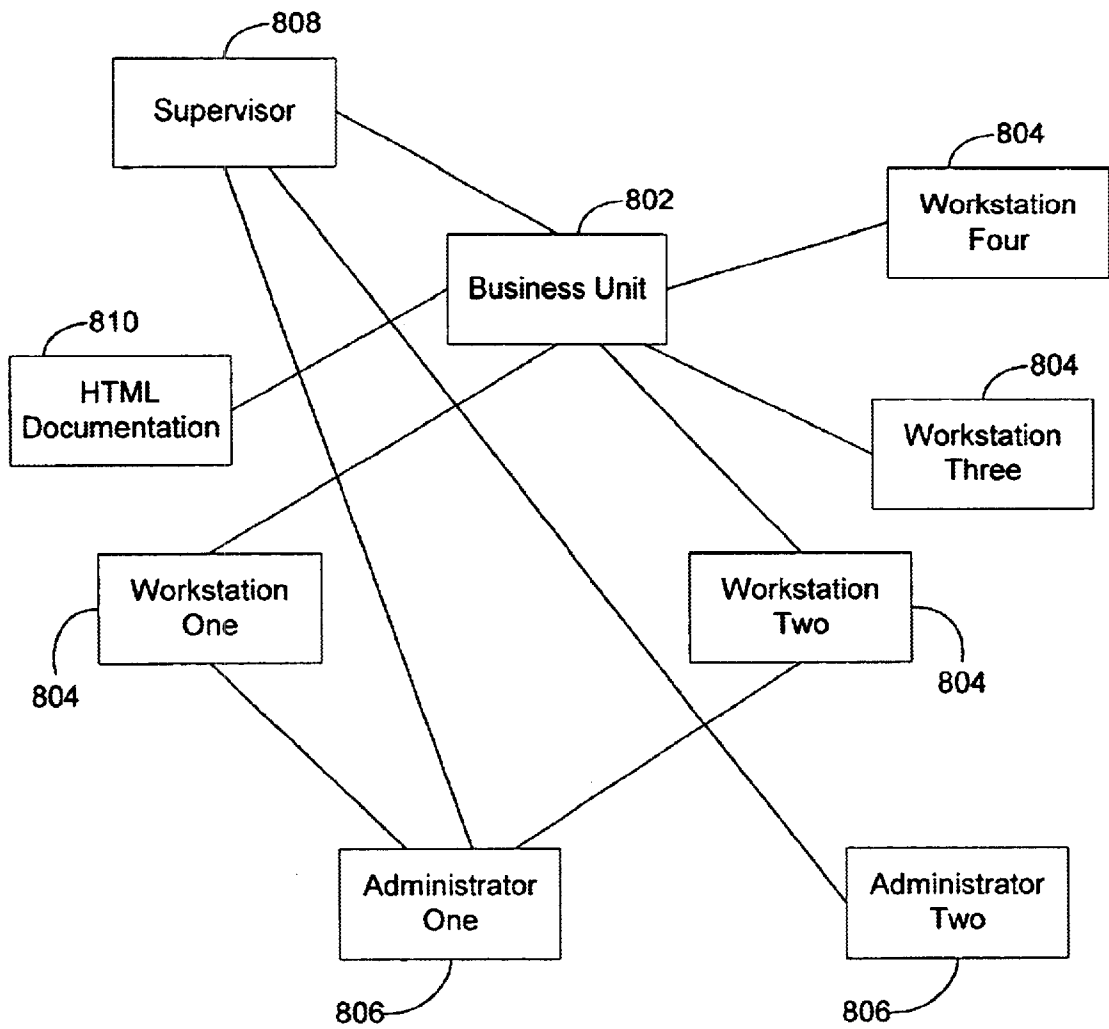 808
Supervisor
804
Workstation
Four
802
Business Unit
810
HTML
Documentation
804
Workstation
Three
Workstation
One
804
Workstation
Two
804
Administrator
One
806
Administrator
Two
806